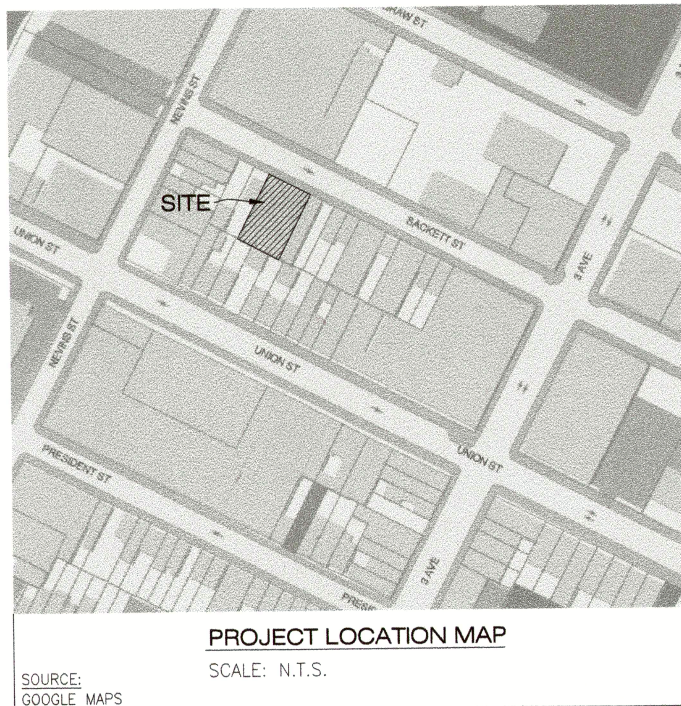 NEVINS ST
SITE
SACKETT ST
UNION ST
3 AVE
NEVINS ST
UNION ST
UNION ST
PRESIDENT ST
3 AVE
PROJECT LOCATION MAP
SCALE: N.T.S.
SOURCE:
GOOGLE MAPS